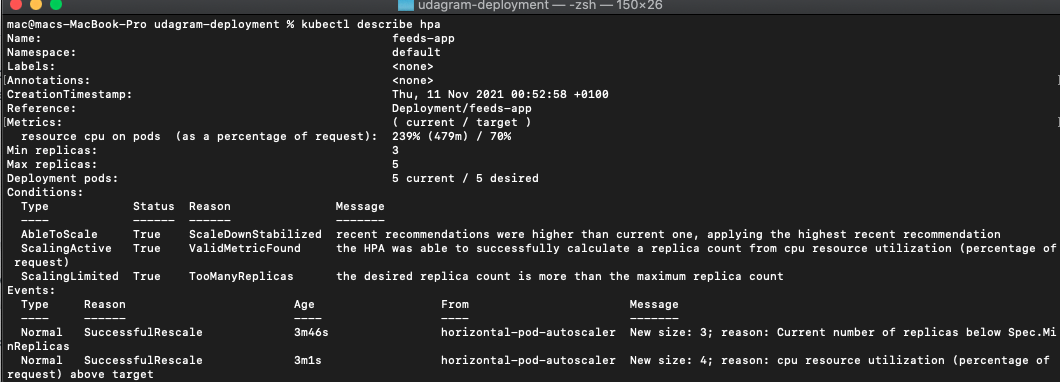 udagram-deployment — -zsh — 150×26
mac@macs-MacBook-Pro udagram-deployment % kubectl describe hpa
Name: feeds-app
Namespace: default
Labels: <none>
[Annotations: <none>
CreationTimestamp: Thu, 11 Nov 2021 00:52:58 +0100
Reference: Deployment/feeds-app
[Metrics: ( current / target )
resource cpu on pods (as a percentage of request): 239% (479m) / 70%
Min replicas: 3
Max replicas: 5
Deployment pods: 5 current / 5 desired
Conditions:
Type Status Reason Message
---- ------ ------ -------
AbleToScale True ScaleDownStabilized recent recommendations were higher than current one, applying the highest recent recommendation
ScalingActive True ValidMetricFound the HPA was able to successfully calculate a replica count from cpu resource utilization (percentage of
request)
ScalingLimited True TooManyReplicas the desired replica count is more than the maximum replica count
Events:
Type Reason Age From Message
---- ------ ---- ---- -------
Normal SuccessfulRescale 3m46s horizontal-pod-autoscaler New size: 3; reason: Current number of replicas below Spec.Mi
nReplicas
Normal SuccessfulRescale 3m1s horizontal-pod-autoscaler New size: 4; reason: cpu resource utilization (percentage of
request) above target